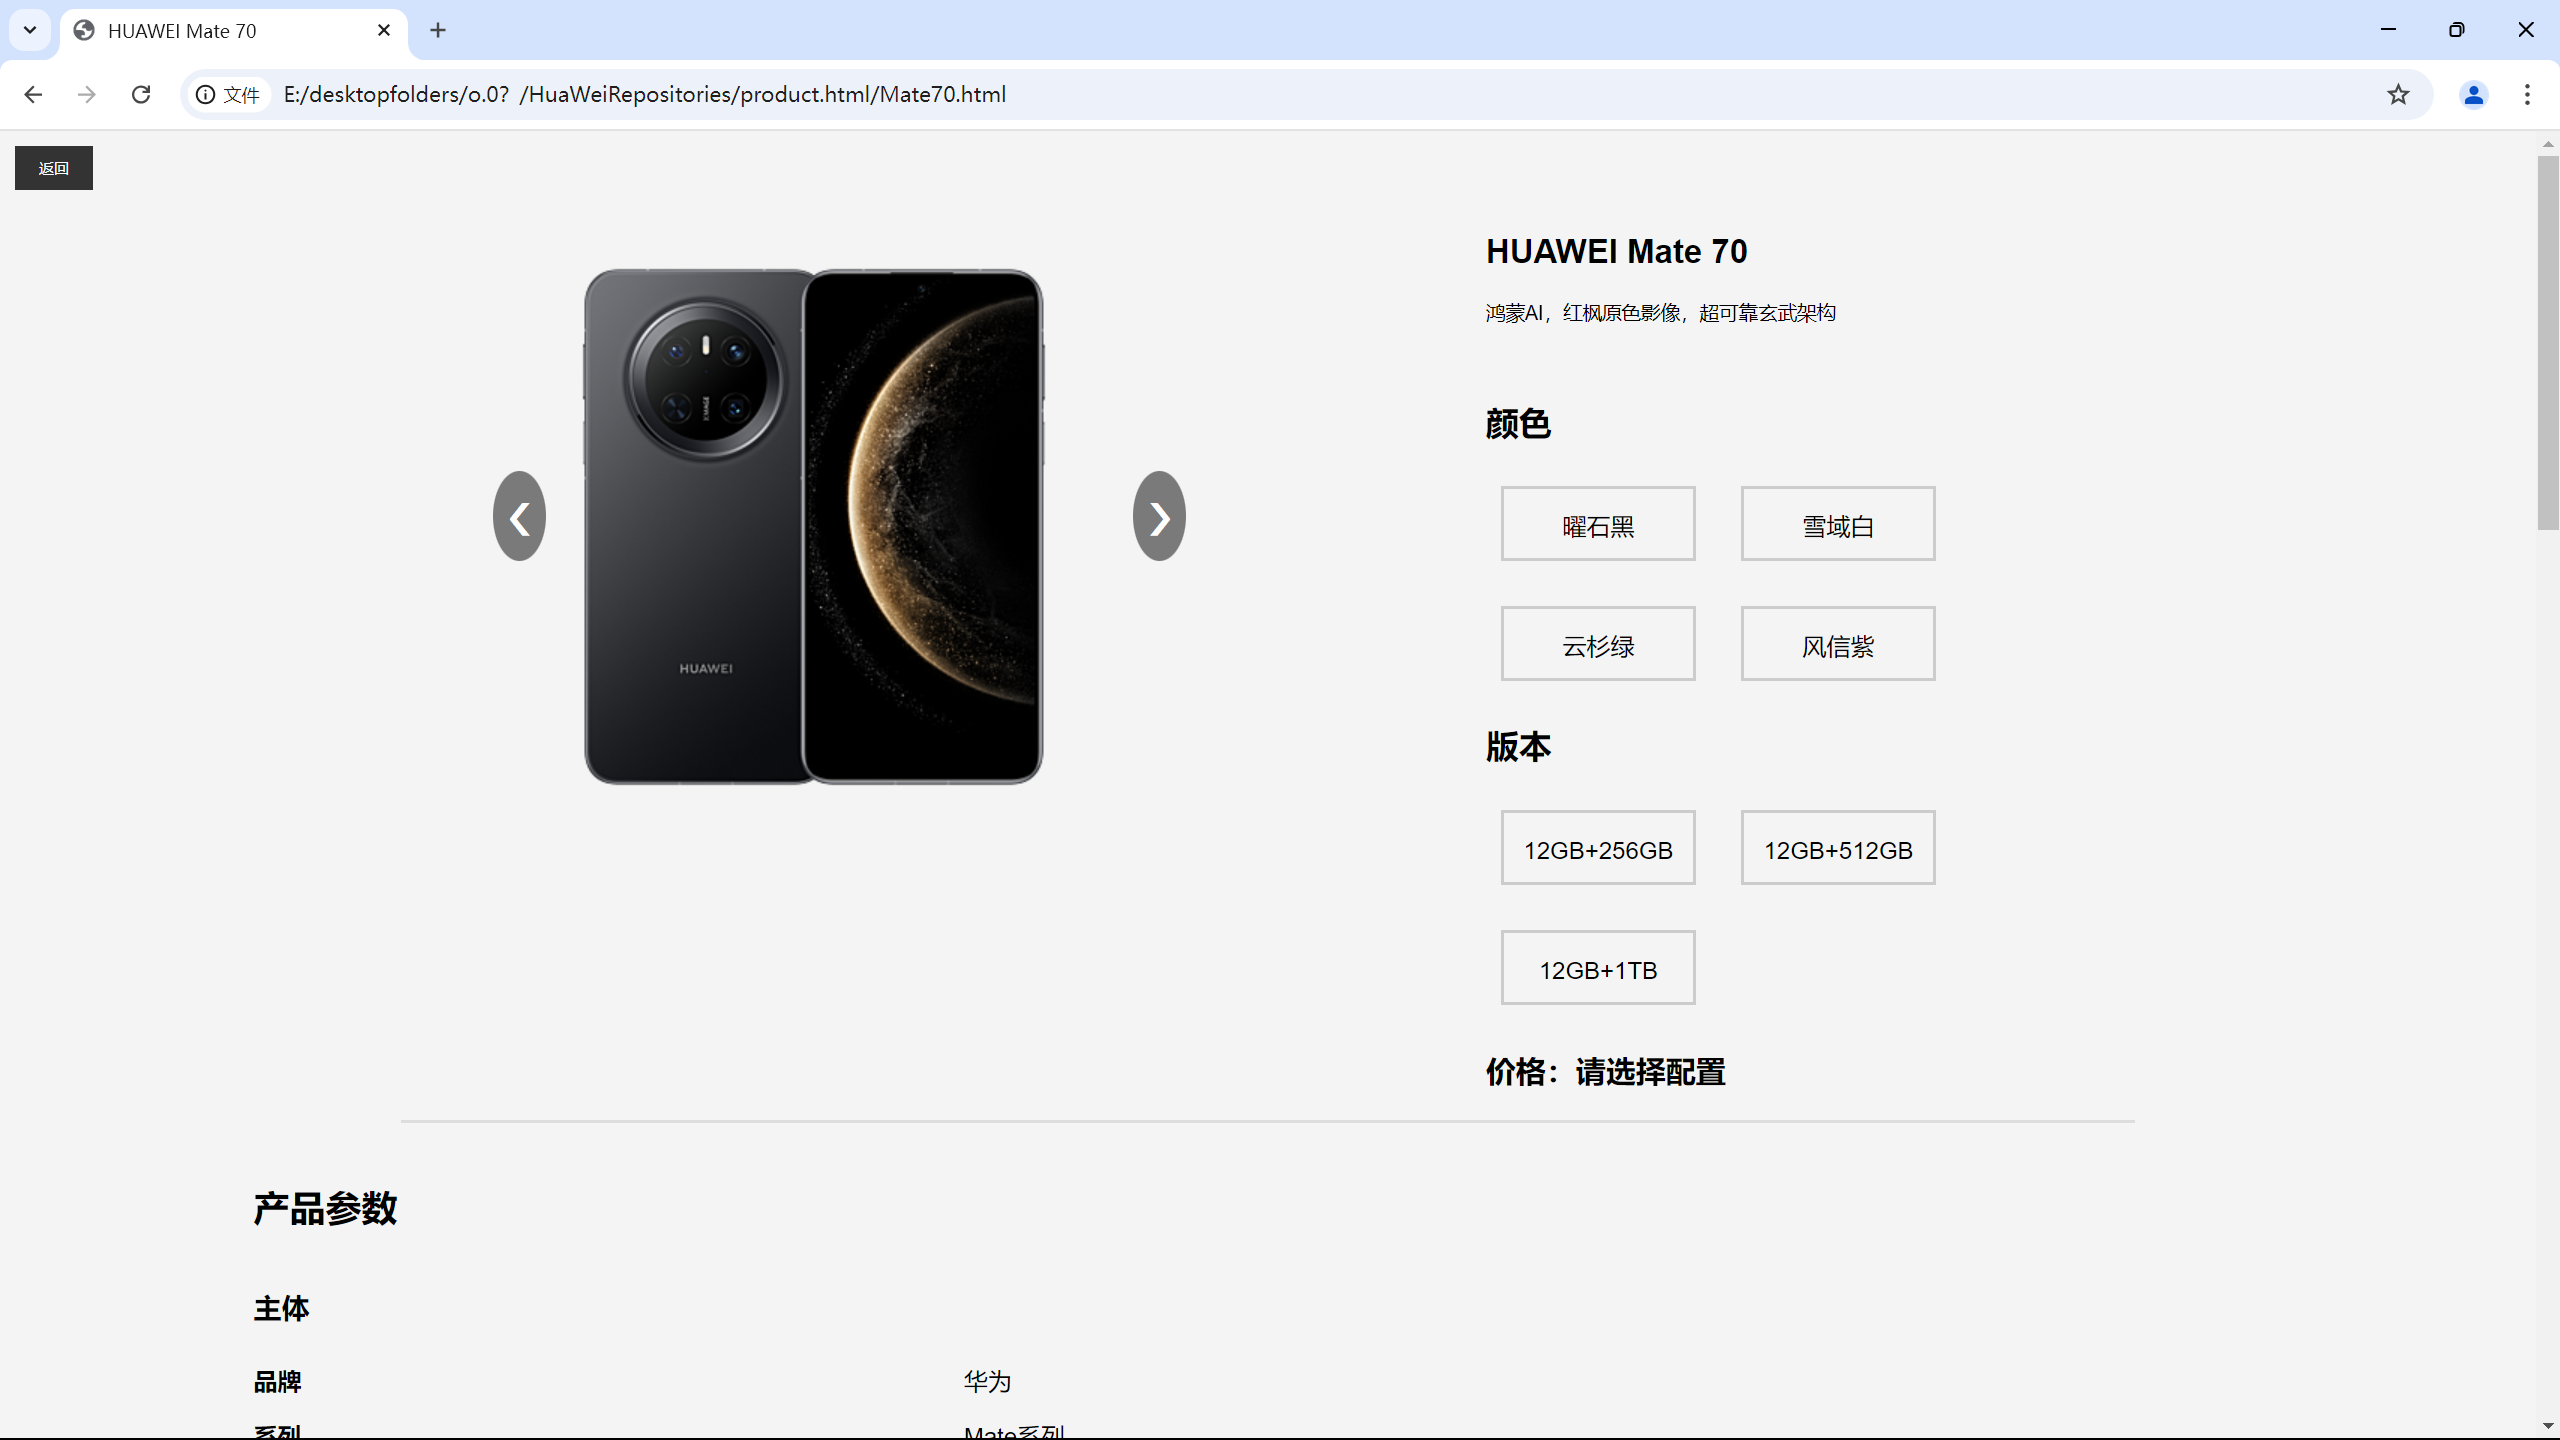 HUAWEI Mate 70
文件
E:/desktopfolders/o.0? /HuaWeiRepositories/product.html/Mate70.html
返回
XMAGE
HUAWEI
HUAWEI Mate 70
鸿蒙AI，红枫原色影像，超可靠玄武架构
颜色
曜石黑 雪域白
云杉绿 风信紫
版本
12GB+256GB 12GB+512GB
12GB+1TB
价格：请选择配置
产品参数
主体
品牌 华为
系列 Mate系列